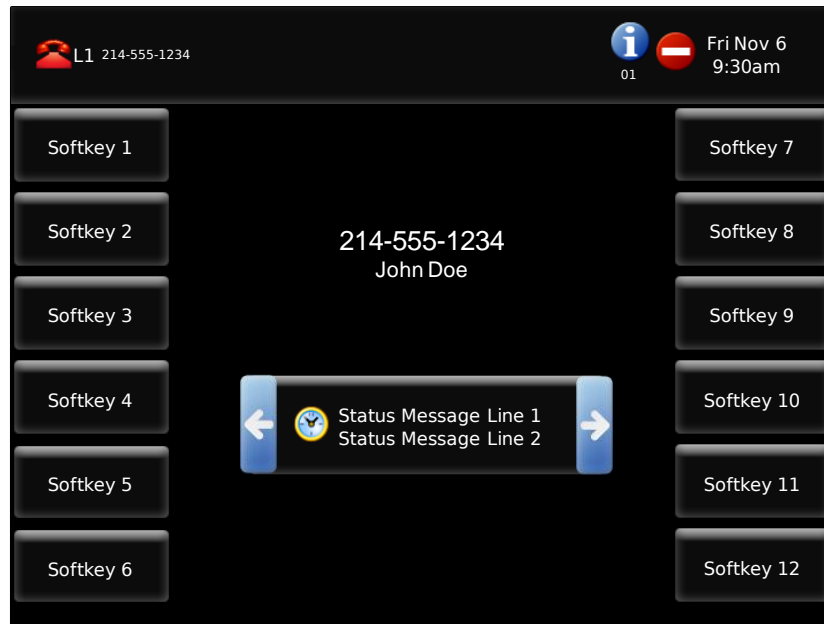 L1 214-555-1234
01
Fri Nov 6
9:30am
Softkey 1
Softkey 2
Softkey 3
Softkey 4
Softkey 5
Softkey 6
214-555-1234
John Doe
Status Message Line 1
Status Message Line 2
Softkey 7
Softkey 8
Softkey 9
Softkey 10
Softkey 11
Softkey 12